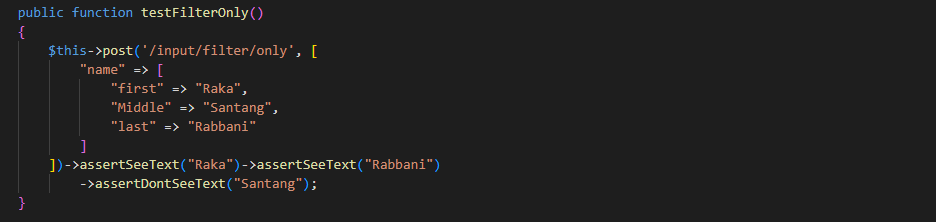 public function testFilterOnly()
{
    $this->post('/input/filter/only', [
        "name" => [
            "first" => "Raka",
            "Middle" => "Santang",
            "last" => "Rabbani"
        ]
    ])->assertSeeText("Raka")->assertSeeText("Rabbani")
        ->assertDontSeeText("Santang");
}